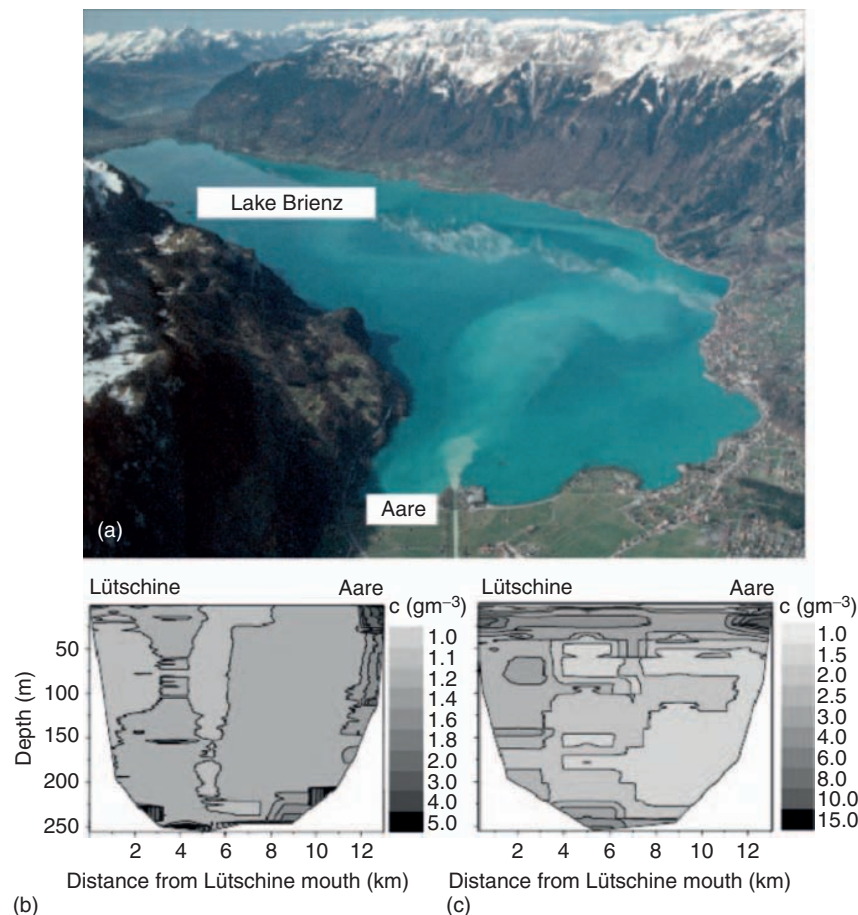 Lake Brienz
Aare
(a)
Lütschine Aare c (gm⁻³)
1.0
1.1
1.2
1.4
1.6
1.8
2.0
3.0
4.0
5.0
Depth (m)
50
100
150
200
250
2 4 6 8 10 12
Distance from Lütschine mouth (km)
(b)
Lütschine Aare c (gm⁻³)
1.0
1.5
2.0
3.0
4.0
6.0
8.0
10.0
15.0
2 4 6 8 10 12
Distance from Lütschine mouth (km)
(c)